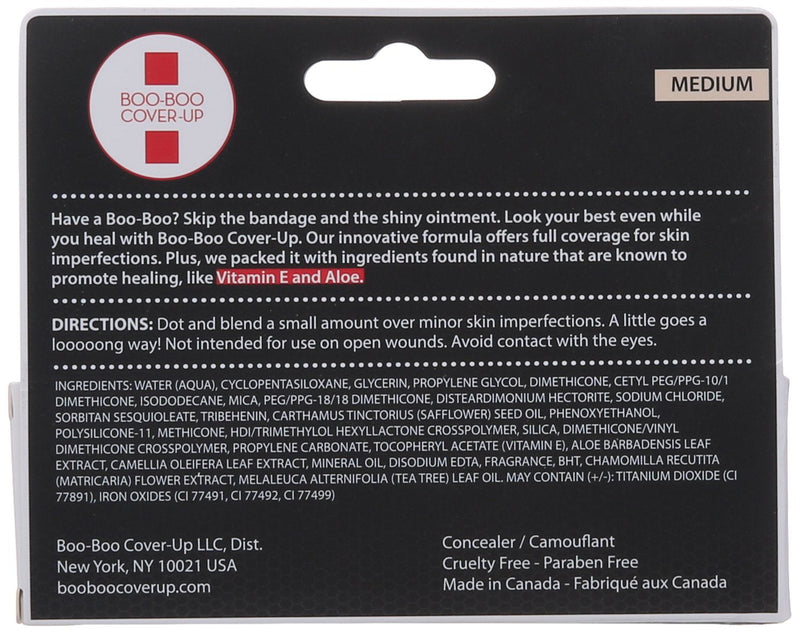 BOO-BOO
COVER-UP
MEDIUM
Have a Boo-Boo? Skip the bandage and the shiny ointment. Look your best even while
you heal with Boo-Boo Cover-Up. Our innovative formula offers full coverage for skin
imperfections. Plus, we packed it with ingredients found in nature that are known to
promote healing, like Vitamin E and Aloe.
DIRECTIONS: Dot and blend a small amount over minor skin imperfections. A little goes a
looooong way! Not intended for use on open wounds. Avoid contact with the eyes.
INGREDIENTS: WATER (AQUA), CYCLOPENTASILOXANE, GLYCERIN, PROPYLENE GLYCOL, DIMETHICONE, CETYL PEG/PPG-10/1
DIMETHICONE, ISODODECANE, MICA, PEG/PPG-18/18 DIMETHICONE, DISTEARDIMONIUM HECTORITE, SODIUM CHLORIDE,
SORBITAN SESQUIOLEATE, TRIBEHENIN, CARTHAMUS TINCTORIUS (SAFFLOWER) SEED OIL, PHENOXYETHANOL,
POLYSILICONE-11, METHICONE, HDI/TRIMETHYLOL HEXYLLACTONE CROSSPOLYMER, SILICA, DIMETHICONE/VINYL
DIMETHICONE CROSSPOLYMER, PROPYLENE CARBONATE, TOCOPHERYL ACETATE (VITAMIN E), ALOE BARBADENSIS LEAF
EXTRACT, CAMELLIA OLEIFERA LEAF EXTRACT, MINERAL OIL, DISODIUM EDTA, FRAGRANCE, BHT, CHAMOMILLA RECUTITA
(MATRICARIA) FLOWER EXTRACT, MELALEUCA ALTERNIFOLIA (TEA TREE) LEAF OIL. MAY CONTAIN (+/-): TITANIUM DIOXIDE (CI
77891), IRON OXIDES (CI 77491, CI 77492, CI 77499)
Boo-Boo Cover-Up LLC, Dist.
New York, NY 10021 USA
booboocoverup.com
Concealer / Camouflant
Cruelty Free - Paraben Free
Made in Canada - Fabriqué aux Canada